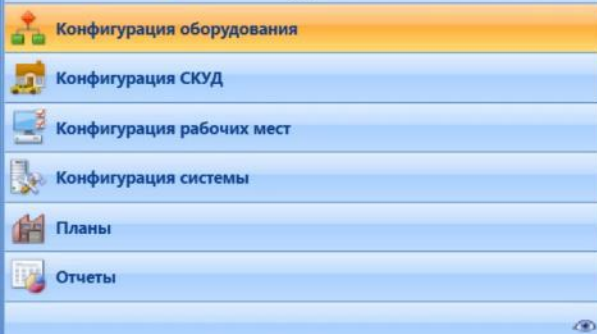 Конфигурация оборудования
Конфигурация СКУД
Конфигурация рабочих мест
Конфигурация системы
Планы
Отчеты